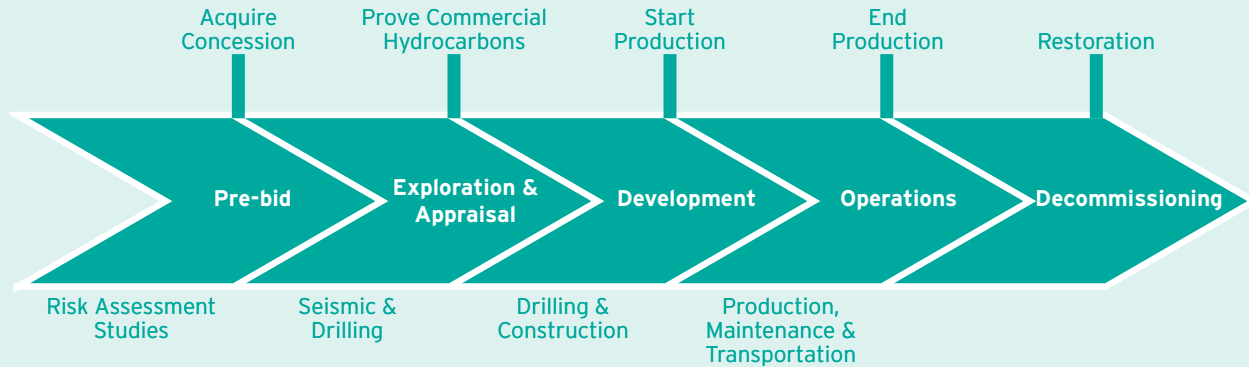 Acquire
Concession
Prove Commercial
Hydrocarbons
Start
Production
End
Production
Restoration
Pre-bid
Exploration &
Appraisal
Development
Operations
Decommissioning
Risk Assessment
Studies
Seismic &
Drilling
Drilling &
Construction
Production,
Maintenance &
Transportation